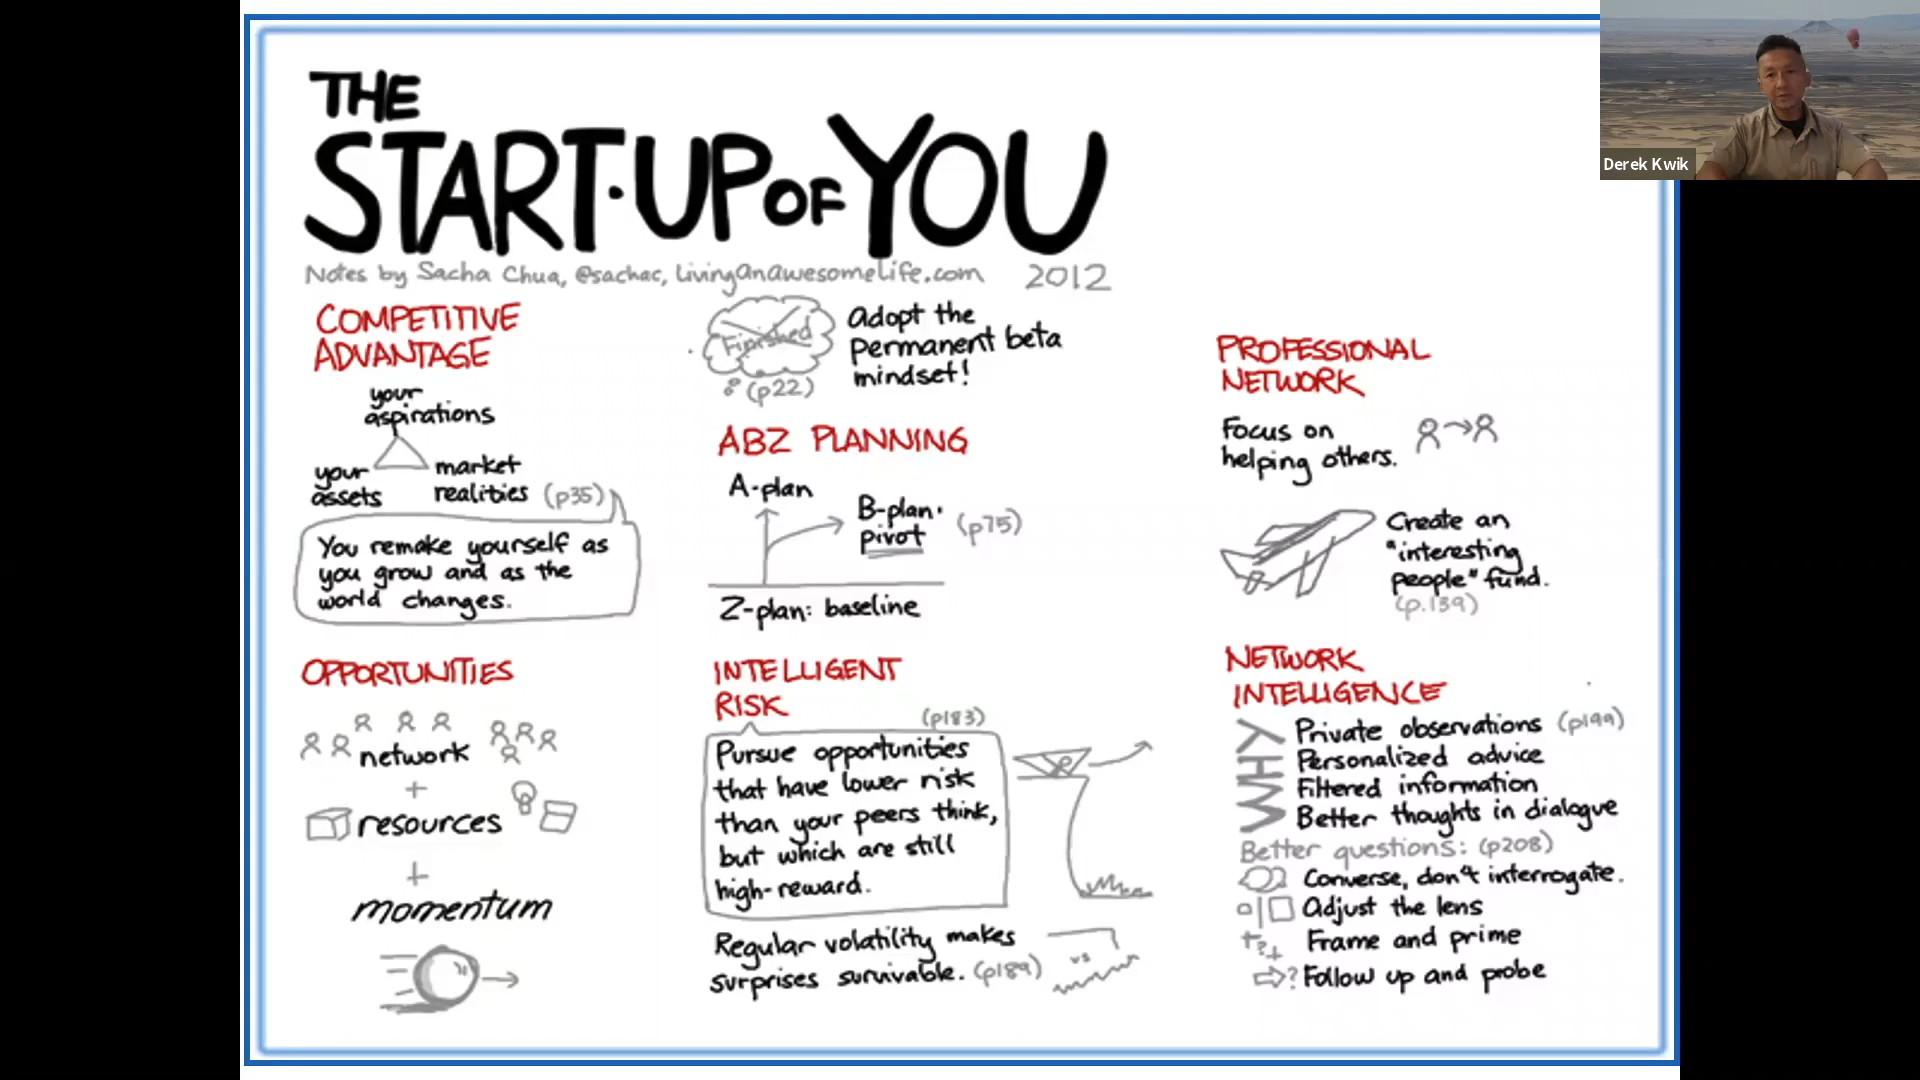 THE
START-UP OF YOU
Notes by Sacha Chua, @sachac, LivingAnAwesomeLife.com 2012
COMPETITIVE
ADVANTAGE
your
aspirations
your
assets
market
realities (p35)
You remake yourself as
you grow and as the
world changes.
OPPORTUNITIES
network
+
resources
+
momentum
Finished
(p22)
Adopt the
permanent beta
mindset!
ABZ PLANNING
A-plan
B-plan:
pivot
(p75)
Z-plan: baseline
INTELLIGENT
RISK
(p183)
Pursue opportunities
that have lower risk
than your peers think,
but which are still
high-reward.
Regular volatility makes
surprises survivable. (p189)
vs
PROFESSIONAL
NETWORK
Focus on
helping others.
Create an
"interesting
people" fund.
(p.139)
NETWORK
INTELLIGENCE
WHY
Private observations (p199)
Personalized advice
Filtered information
Better thoughts in dialogue
Better questions: (p208)
Converse, don't interrogate.
Adjust the lens
Frame and prime
Follow up and probe
Derek Kwik